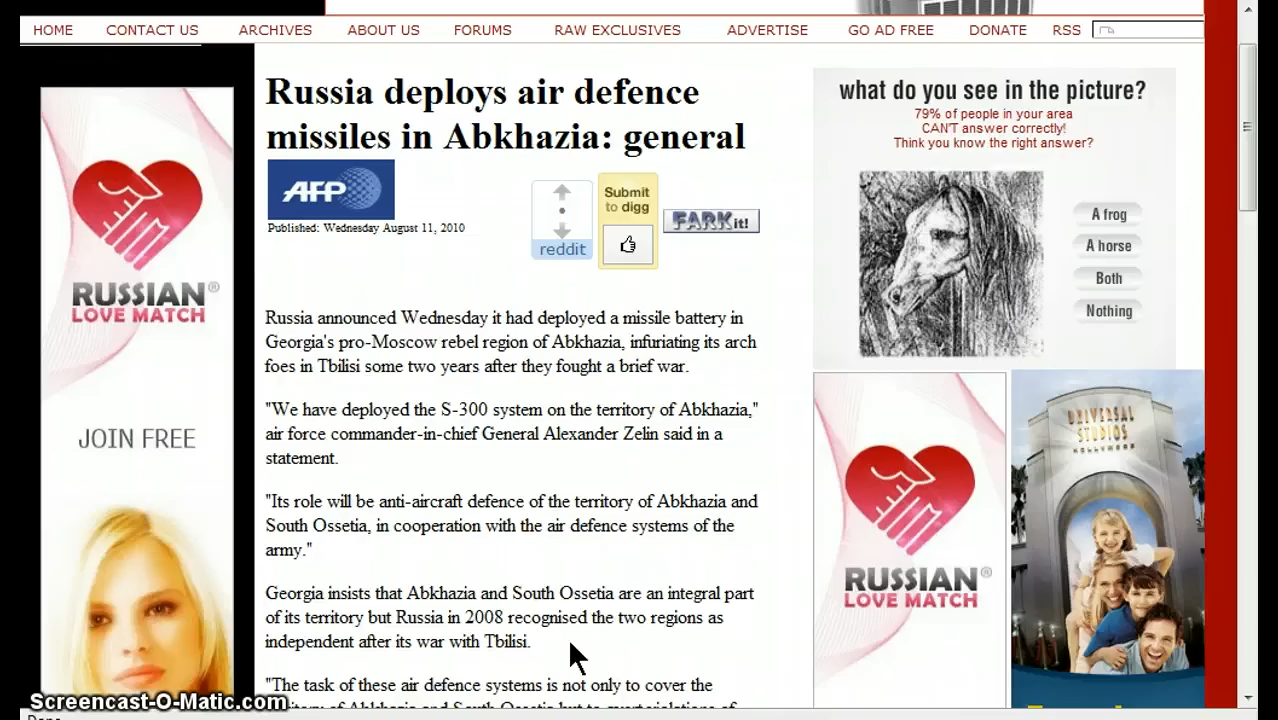 HOME CONTACT US ARCHIVES ABOUT US FORUMS RAW EXCLUSIVES ADVERTISE GO AD FREE DONATE RSS
Russia deploys air defence
missiles in Abkhazia: general
AFP
Published: Wednesday August 11, 2010
reddit
Submit
to digg
FARK it!
Russia announced Wednesday it had deployed a missile battery in
Georgia's pro-Moscow rebel region of Abkhazia, infuriating its arch
foes in Tbilisi some two years after they fought a brief war.
"We have deployed the S-300 system on the territory of Abkhazia,"
air force commander-in-chief General Alexander Zelin said in a
statement.
"Its role will be anti-aircraft defence of the territory of Abkhazia and
South Ossetia, in cooperation with the air defence systems of the
army."
Georgia insists that Abkhazia and South Ossetia are an integral part
of its territory but Russia in 2008 recognised the two regions as
independent after its war with Tbilisi.
"The task of these air defence systems is not only to cover the
RUSSIAN®
LOVE MATCH
JOIN FREE
what do you see in the picture?
79% of people in your area
CAN'T answer correctly!
Think you know the right answer?
A frog
A horse
Both
Nothing
RUSSIAN®
LOVE MATCH
UNIVERSAL
STUDIOS
HOLLYWOOD
Screencast-O-Matic.com